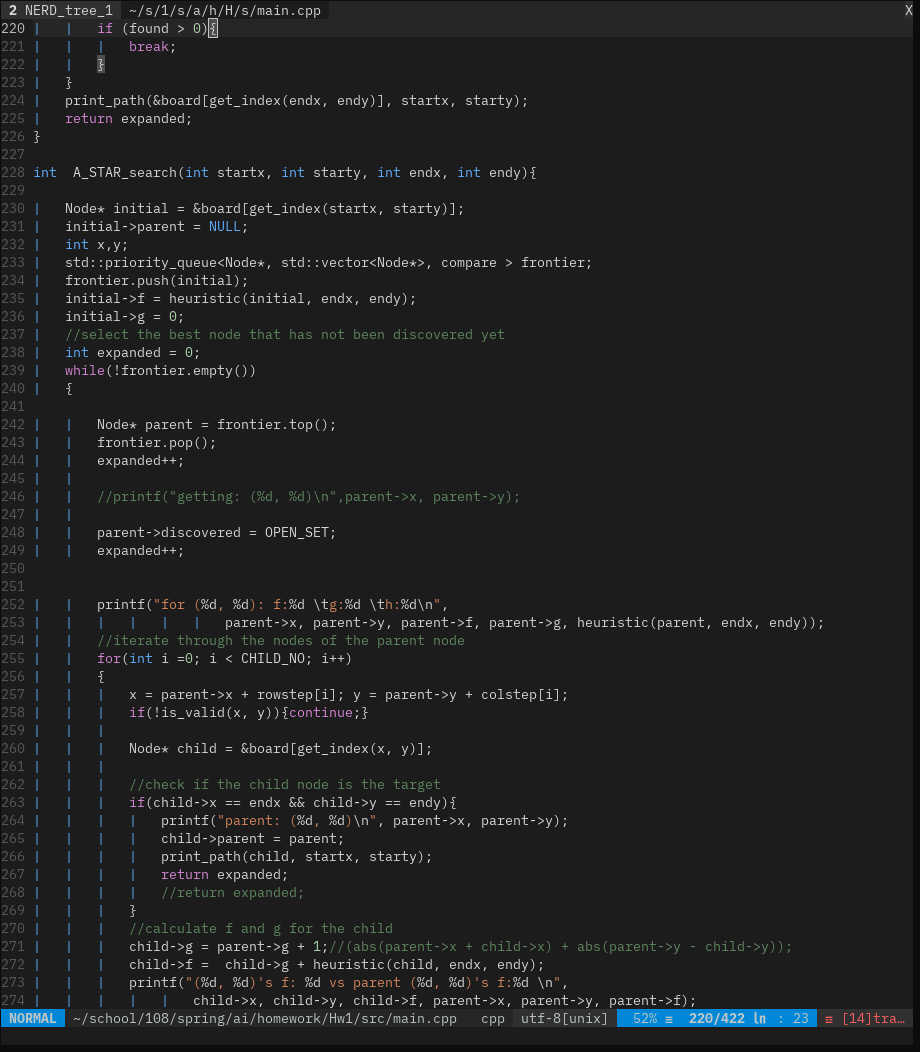 2 NERD_tree_1  ~/s/1/s/a/h/H/s/main.cpp X
220 if (found > 0){
221 break;
222 }
223 }
224 print_path(&board[get_index(endx, endy)], startx, starty);
225 return expanded;
226 }
227
228 int  A_STAR_search(int startx, int starty, int endx, int endy){
229
230 Node* initial = &board[get_index(startx, starty)];
231 initial->parent = NULL;
232 int x,y;
233 std::priority_queue<Node*, std::vector<Node*>, compare > frontier;
234 frontier.push(initial);
235 initial->f = heuristic(initial, endx, endy);
236 initial->g = 0;
237 //select the best node that has not been discovered yet
238 int expanded = 0;
239 while(!frontier.empty())
240 {
241
242 Node* parent = frontier.top();
243 frontier.pop();
244 expanded++;
245
246 //printf("getting: (%d, %d)\n",parent->x, parent->y);
247
248 parent->discovered = OPEN_SET;
249 expanded++;
250
251
252 printf("for (%d, %d): f:%d \tg:%d \th:%d\n",
253 parent->x, parent->y, parent->f, parent->g, heuristic(parent, endx, endy));
254 //iterate through the nodes of the parent node
255 for(int i =0; i < CHILD_NO; i++)
256 {
257 x = parent->x + rowstep[i]; y = parent->y + colstep[i];
258 if(!is_valid(x, y)){continue;}
259
260 Node* child = &board[get_index(x, y)];
261
262 //check if the child node is the target
263 if(child->x == endx && child->y == endy){
264 printf("parent: (%d, %d)\n", parent->x, parent->y);
265 child->parent = parent;
266 print_path(child, startx, starty);
267 return expanded;
268 //return expanded;
269 }
270 //calculate f and g for the child
271 child->g = parent->g + 1;//(abs(parent->x + child->x) + abs(parent->y - child->y));
272 child->f =  child->g + heuristic(child, endx, endy);
273 printf("(%d, %d)'s f: %d vs parent (%d, %d)'s f:%d \n",
274 child->x, child->y, child->f, parent->x, parent->y, parent->f);
NORMAL ~/school/108/spring/ai/homework/Hw1/src/main.cpp cpp utf-8[unix] 52% ≡ 220/422 ln : 23 ☲ [14]tra…